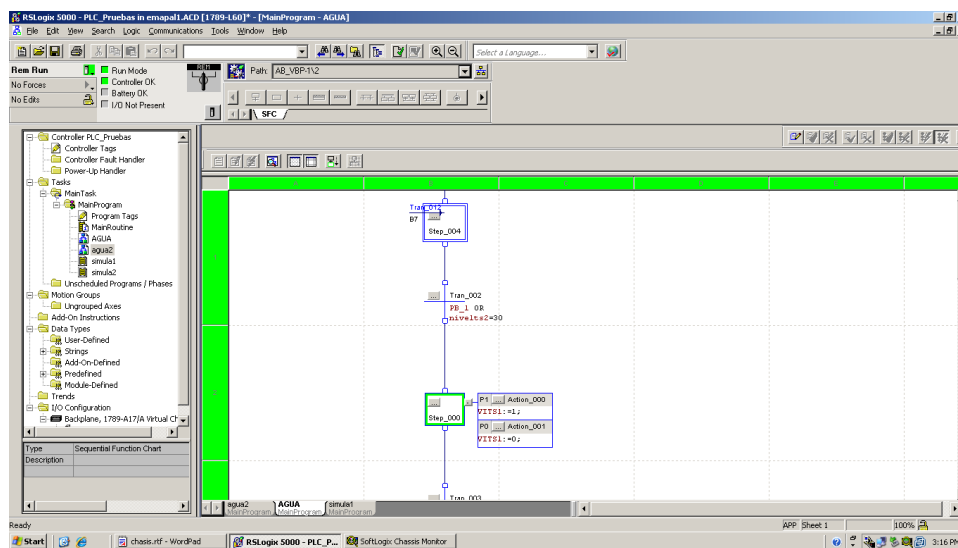 RSLogix 5000 - PLC_Pruebas in emapal1.ACD [1789-L60]* - [MainProgram - AGUA]
File Edit View Search Logic Communications Tools Window Help
Select a Language...
Rem Run
Run Mode
No Forces
Controller OK
No Edits
Battery OK
I/O Not Present
REM
Path: AB_VBP-1\2
SFC
Controller PLC_Pruebas
Controller Tags
Controller Fault Handler
Power-Up Handler
Tasks
MainTask
MainProgram
Program Tags
MainRoutine
AGUA
agua2
simula1
simula2
Unscheduled Programs / Phases
Motion Groups
Ungrouped Axes
Add-On Instructions
Data Types
User-Defined
Strings
Add-On-Defined
Predefined
Module-Defined
Trends
I/O Configuration
Backplane, 1789-A17/A Virtual Ch
Type Sequential Function Chart
Description
Tran_012
B7
Step_004
1
Tran_002
PB_1 OR
nivelts2=30
2
Step_000
P1 ... Action_000
VITS1:=1;
P0 ... Action_001
VITS1:=0;
Tran_003
agua2 AGUA simula1
MainProgram MainProgram MainProgram
Ready
APP Sheet 1 100%
Start chasis.rtf - WordPad RSLogix 5000 - PLC_P... SoftLogix Chassis Monitor 3:16 PM